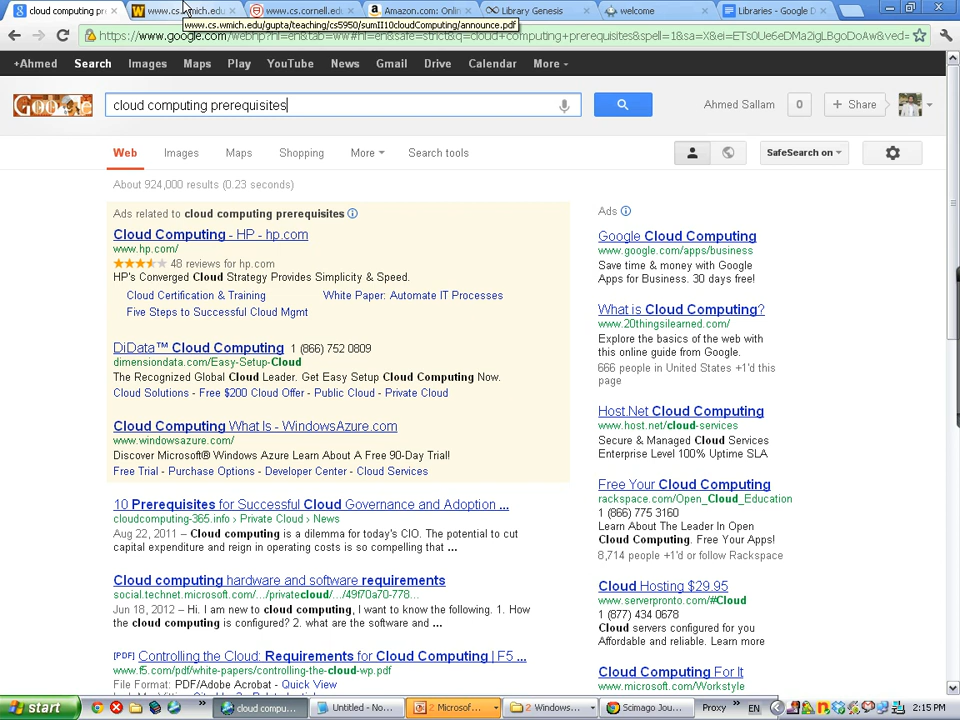 cloud computing pr
www.cs.wmich.edu
www.cs.cornell.edu
Amazon.com: Onli
Library Genesis
welcome
Libraries - Google D
www.cs.wmich.edu/gupta/teaching/cs5950/sumII10cloudComputing/announce.pdf
+Ahmed Search Images Maps Play YouTube News Gmail Drive Calendar More
Google
cloud computing prerequisites
Ahmed Sallam 0 + Share
Web Images Maps Shopping More Search tools
SafeSearch on
About 924,000 results (0.23 seconds)
Ads related to cloud computing prerequisites
Cloud Computing - HP - hp.com
www.hp.com/
48 reviews for hp.com
HP's Converged Cloud Strategy Provides Simplicity & Speed.
Cloud Certification & Training White Paper: Automate IT Processes
Five Steps to Successful Cloud Mgmt
DiData™ Cloud Computing 1 (866) 752 0809
dimensiondata.com/Easy-Setup-Cloud
The Recognized Global Cloud Leader. Get Easy Setup Cloud Computing Now.
Cloud Solutions - Free $200 Cloud Offer - Public Cloud - Private Cloud
Cloud Computing What Is - WindowsAzure.com
www.windowsazure.com/
Discover Microsoft® Windows Azure Learn About A Free 90-Day Trial!
Free Trial - Purchase Options - Developer Center - Cloud Services
10 Prerequisites for Successful Cloud Governance and Adoption ...
cloudcomputing-365.info › Private Cloud › News
Aug 22, 2011 – Cloud computing is a dilemma for today's CIO. The potential to cut
capital expenditure and reign in operating costs is so compelling that ...
Cloud computing hardware and software requirements
social.technet.microsoft.com/.../privatecloud/.../49f70a70-778...
Jun 18, 2012 – Hi. I am new to cloud computing, I want to know the following. 1. How
the cloud computing is configured? 2. what are the software and ...
[PDF] Controlling the Cloud: Requirements for Cloud Computing | F5 ...
www.f5.com/pdf/white-papers/controlling-the-cloud-wp.pdf
File Format: PDF/Adobe Acrobat - Quick View
Ads
Google Cloud Computing
www.google.com/apps/business
Save time & money with Google
Apps for Business. 30 days free!
What is Cloud Computing?
www.20thingsilearned.com/
Explore the basics of the web with
this online guide from Google.
666 people in United States +1'd this
page
Host.Net Cloud Computing
www.host.net/cloud-services
Secure & Managed Cloud Services
Enterprise Level 100% Uptime SLA
Free Your Cloud Computing
rackspace.com/Open_Cloud_Education
1 (866) 775 3160
Learn About The Leader In Open
Cloud Computing. Free Your Apps!
8,714 people +1'd or follow Rackspace
Cloud Hosting $29.95
www.serverpronto.com/#Cloud
1 (877) 434 0678
Cloud servers configured for you
Affordable and reliable. Learn more
Cloud Computing For It
www.microsoft.com/Workstyle
start
cloud compu...
Untitled - No...
2 Microsof...
2 Windows...
Scimago Jou...
Proxy
EN
2:15 PM